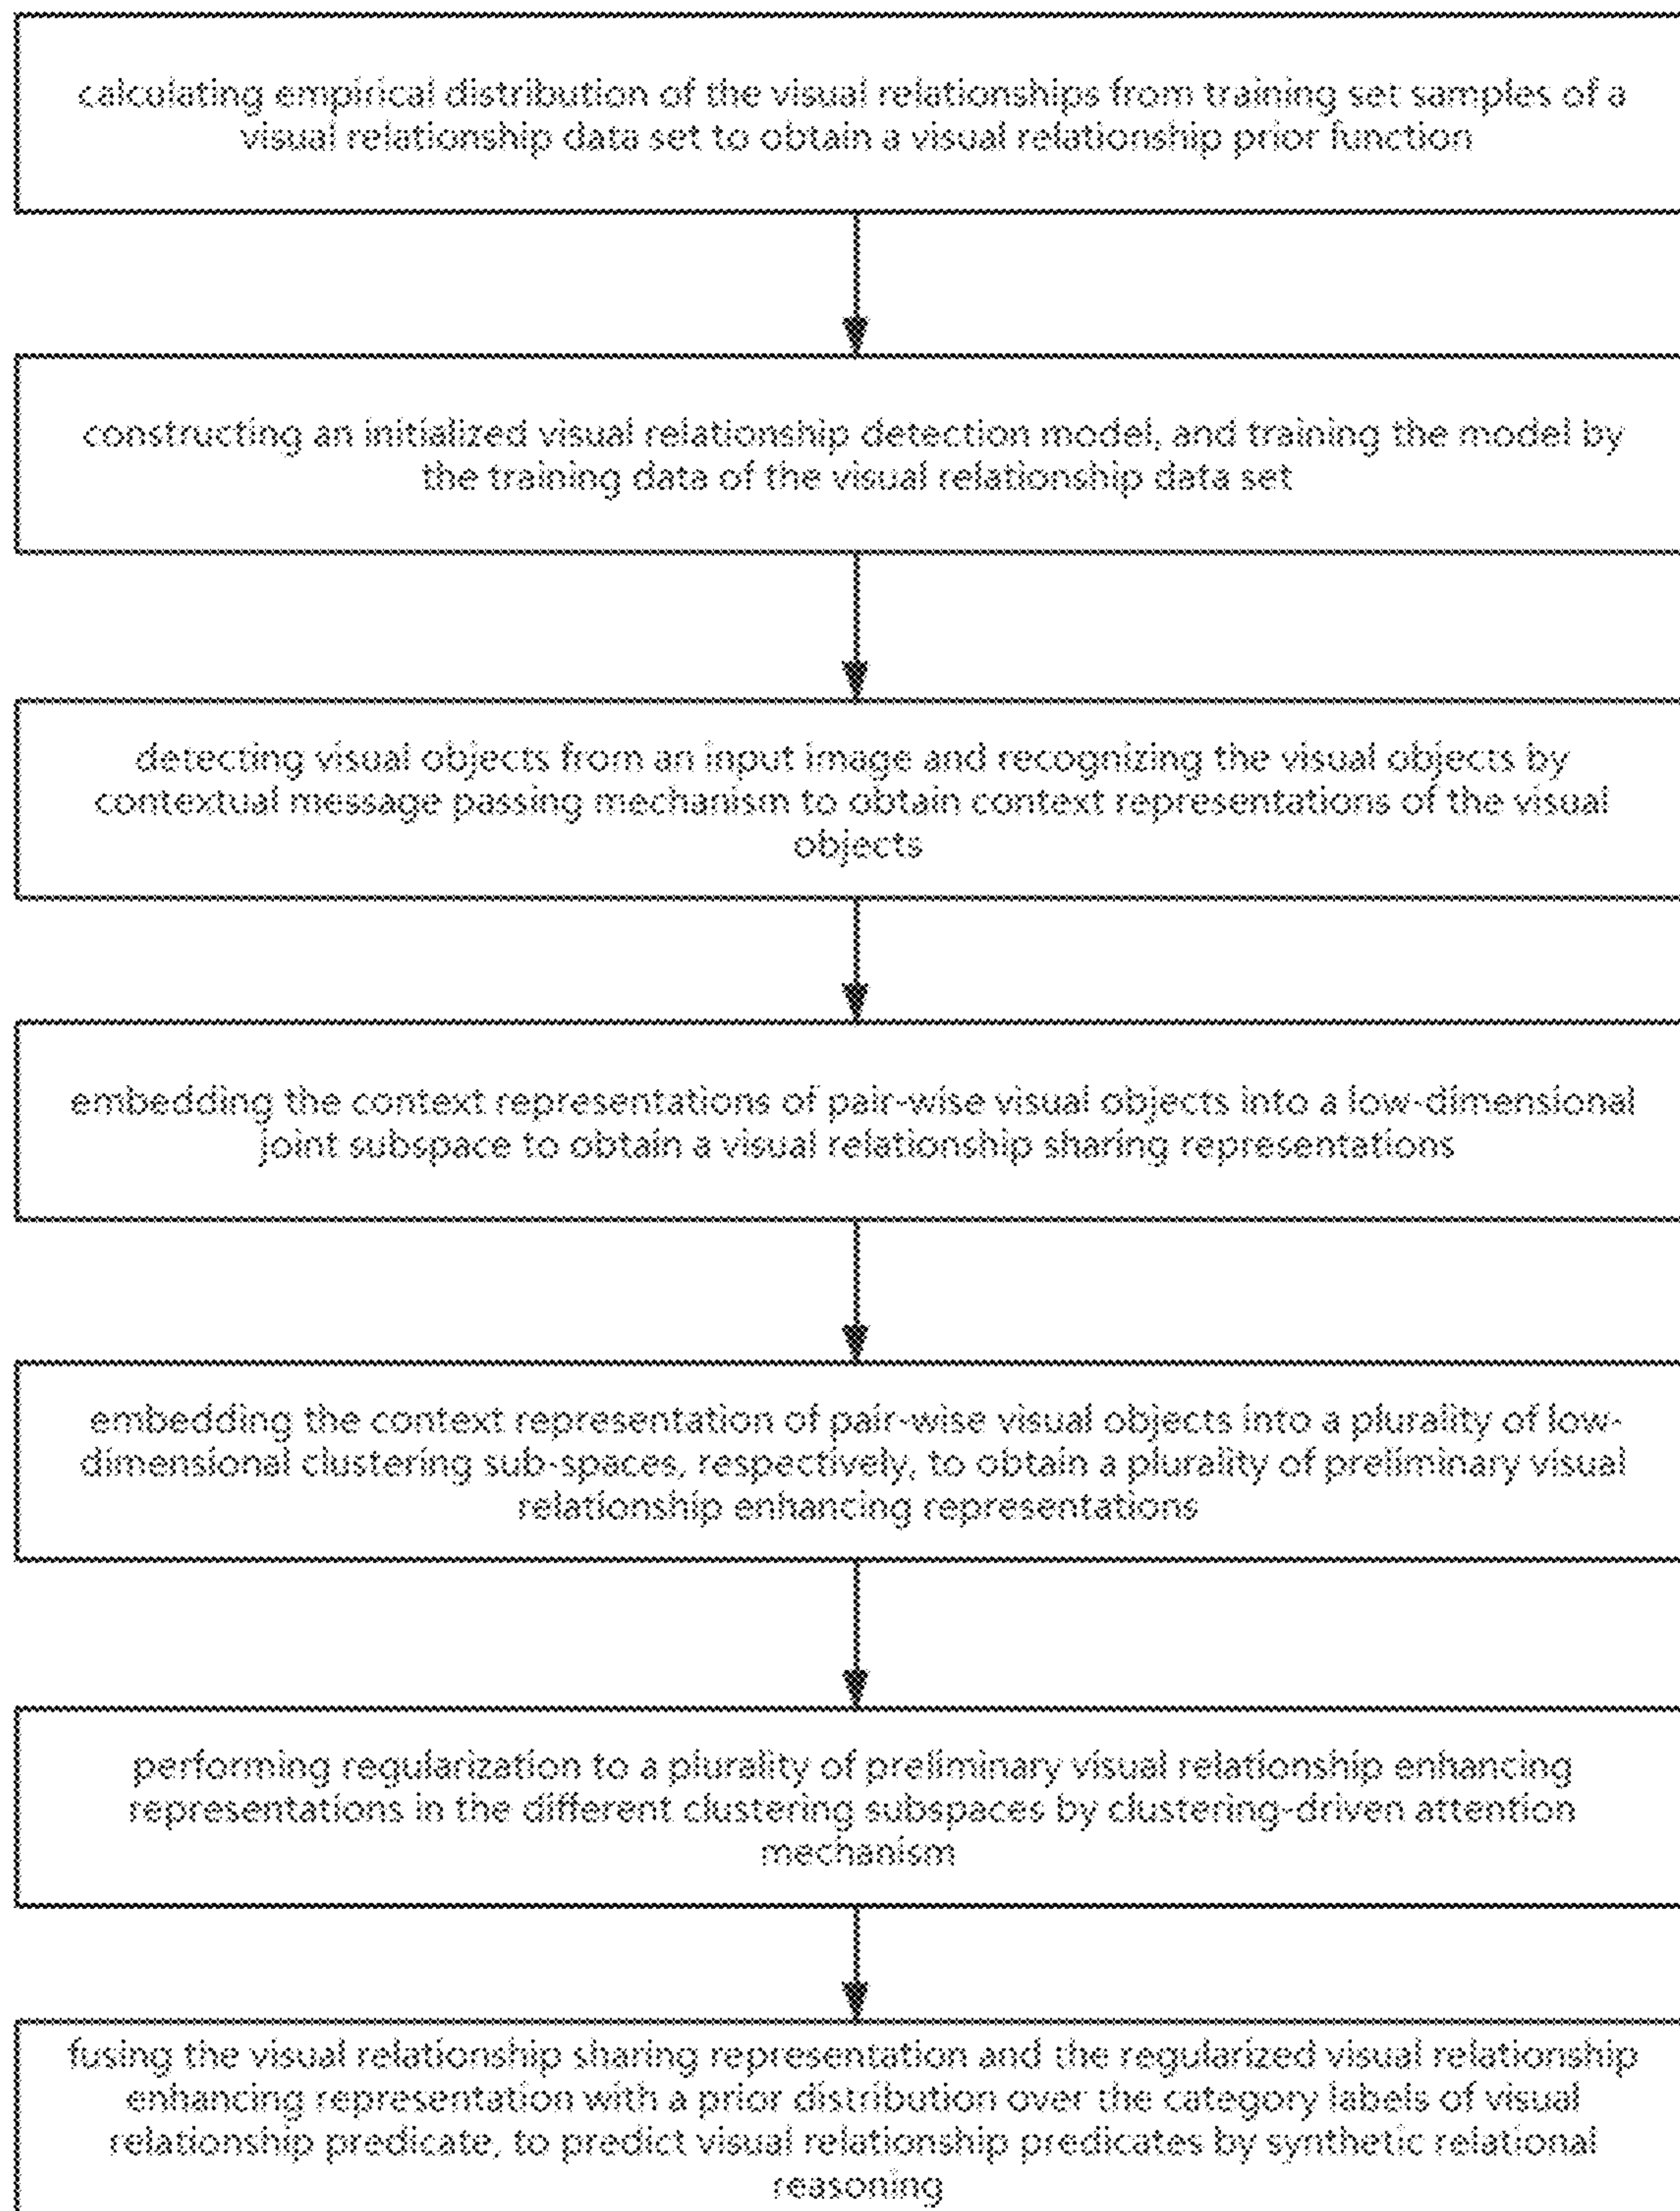 calculating empirical distribution of the visual relationships from training set samples of a
visual relationship data set to obtain a visual relationship prior function
constructing an initialized visual relationship detection model, and training the model by
the training data of the visual relationship data set
detecting visual objects from an input image and recognizing the visual objects by
contextual message passing mechanism to obtain context representations of the visual
objects
embedding the context representations of pair-wise visual objects into a low-dimensional
joint subspace to obtain a visual relationship sharing representations
embedding the context representation of pair-wise visual objects into a plurality of low-
dimensional clustering sub-spaces, respectively, to obtain a plurality of preliminary visual
relationship enhancing representations
performing regularization to a plurality of preliminary visual relationship enhancing
representations in the different clustering subspaces by clustering-driven attention
mechanism
fusing the visual relationship sharing representation and the regularized visual relationship
enhancing representation with a prior distribution over the category labels of visual
relationship predicate, to predict visual relationship predicates by synthetic relational
reasoning